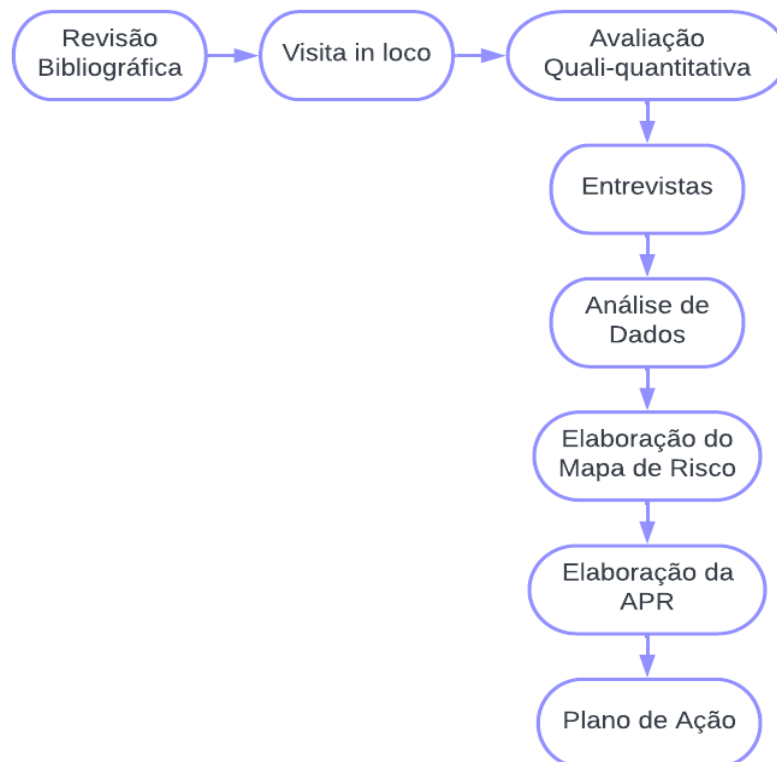 Revisão
Bibliográfica
Visita in loco
Avaliação
Quali-quantitativa
Entrevistas
Análise de
Dados
Elaboração do
Mapa de Risco
Elaboração da
APR
Plano de Ação